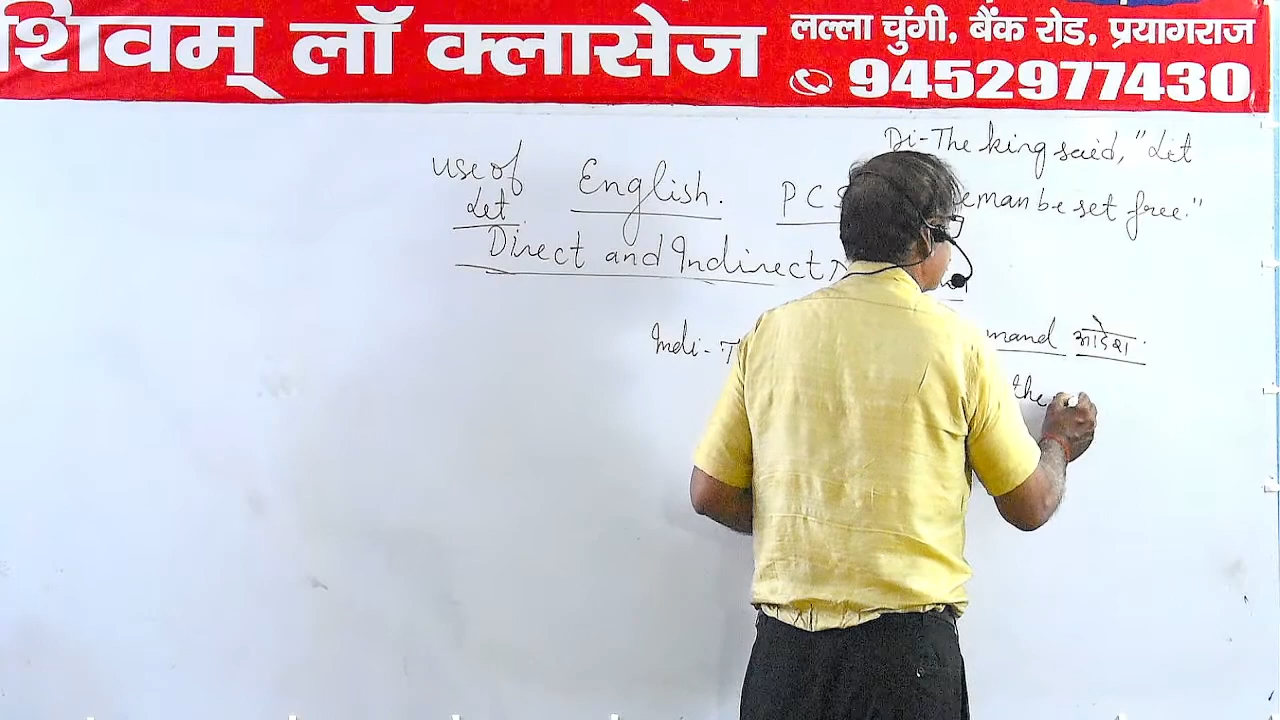 शिवम् लॉ क्लासेज
लल्ला चुंगी, बैंक रोड, प्रयागराज
9452977430
Di-The king said, "Let
man be set free."
use of
Let
English.
PCS
Direct and Indirect
Indi-
mand आदेश
the